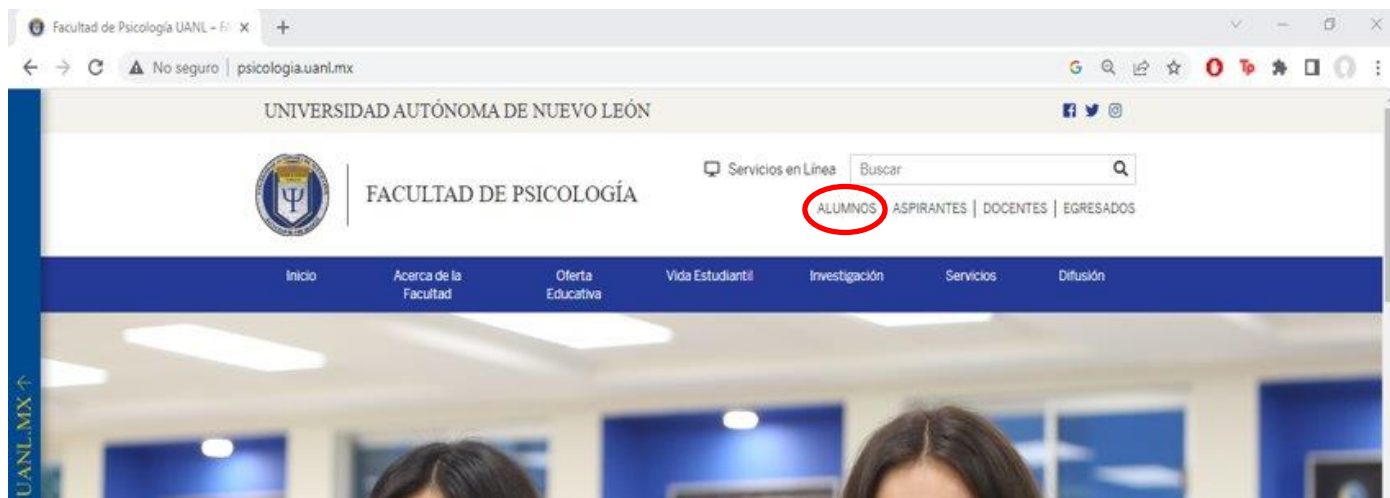 Facultad de Psicología UANL – Fa
No seguro | psicologia.uanl.mx
UNIVERSIDAD AUTÓNOMA DE NUEVO LEÓN
FACULTAD DE PSICOLOGÍA
Servicios en Línea Buscar
ALUMNOS ASPIRANTES | DOCENTES | EGRESADOS
Inicio
Acerca de la
Facultad
Oferta
Educativa
Vida Estudiantil
Investigación
Servicios
Difusión
UANL.MX